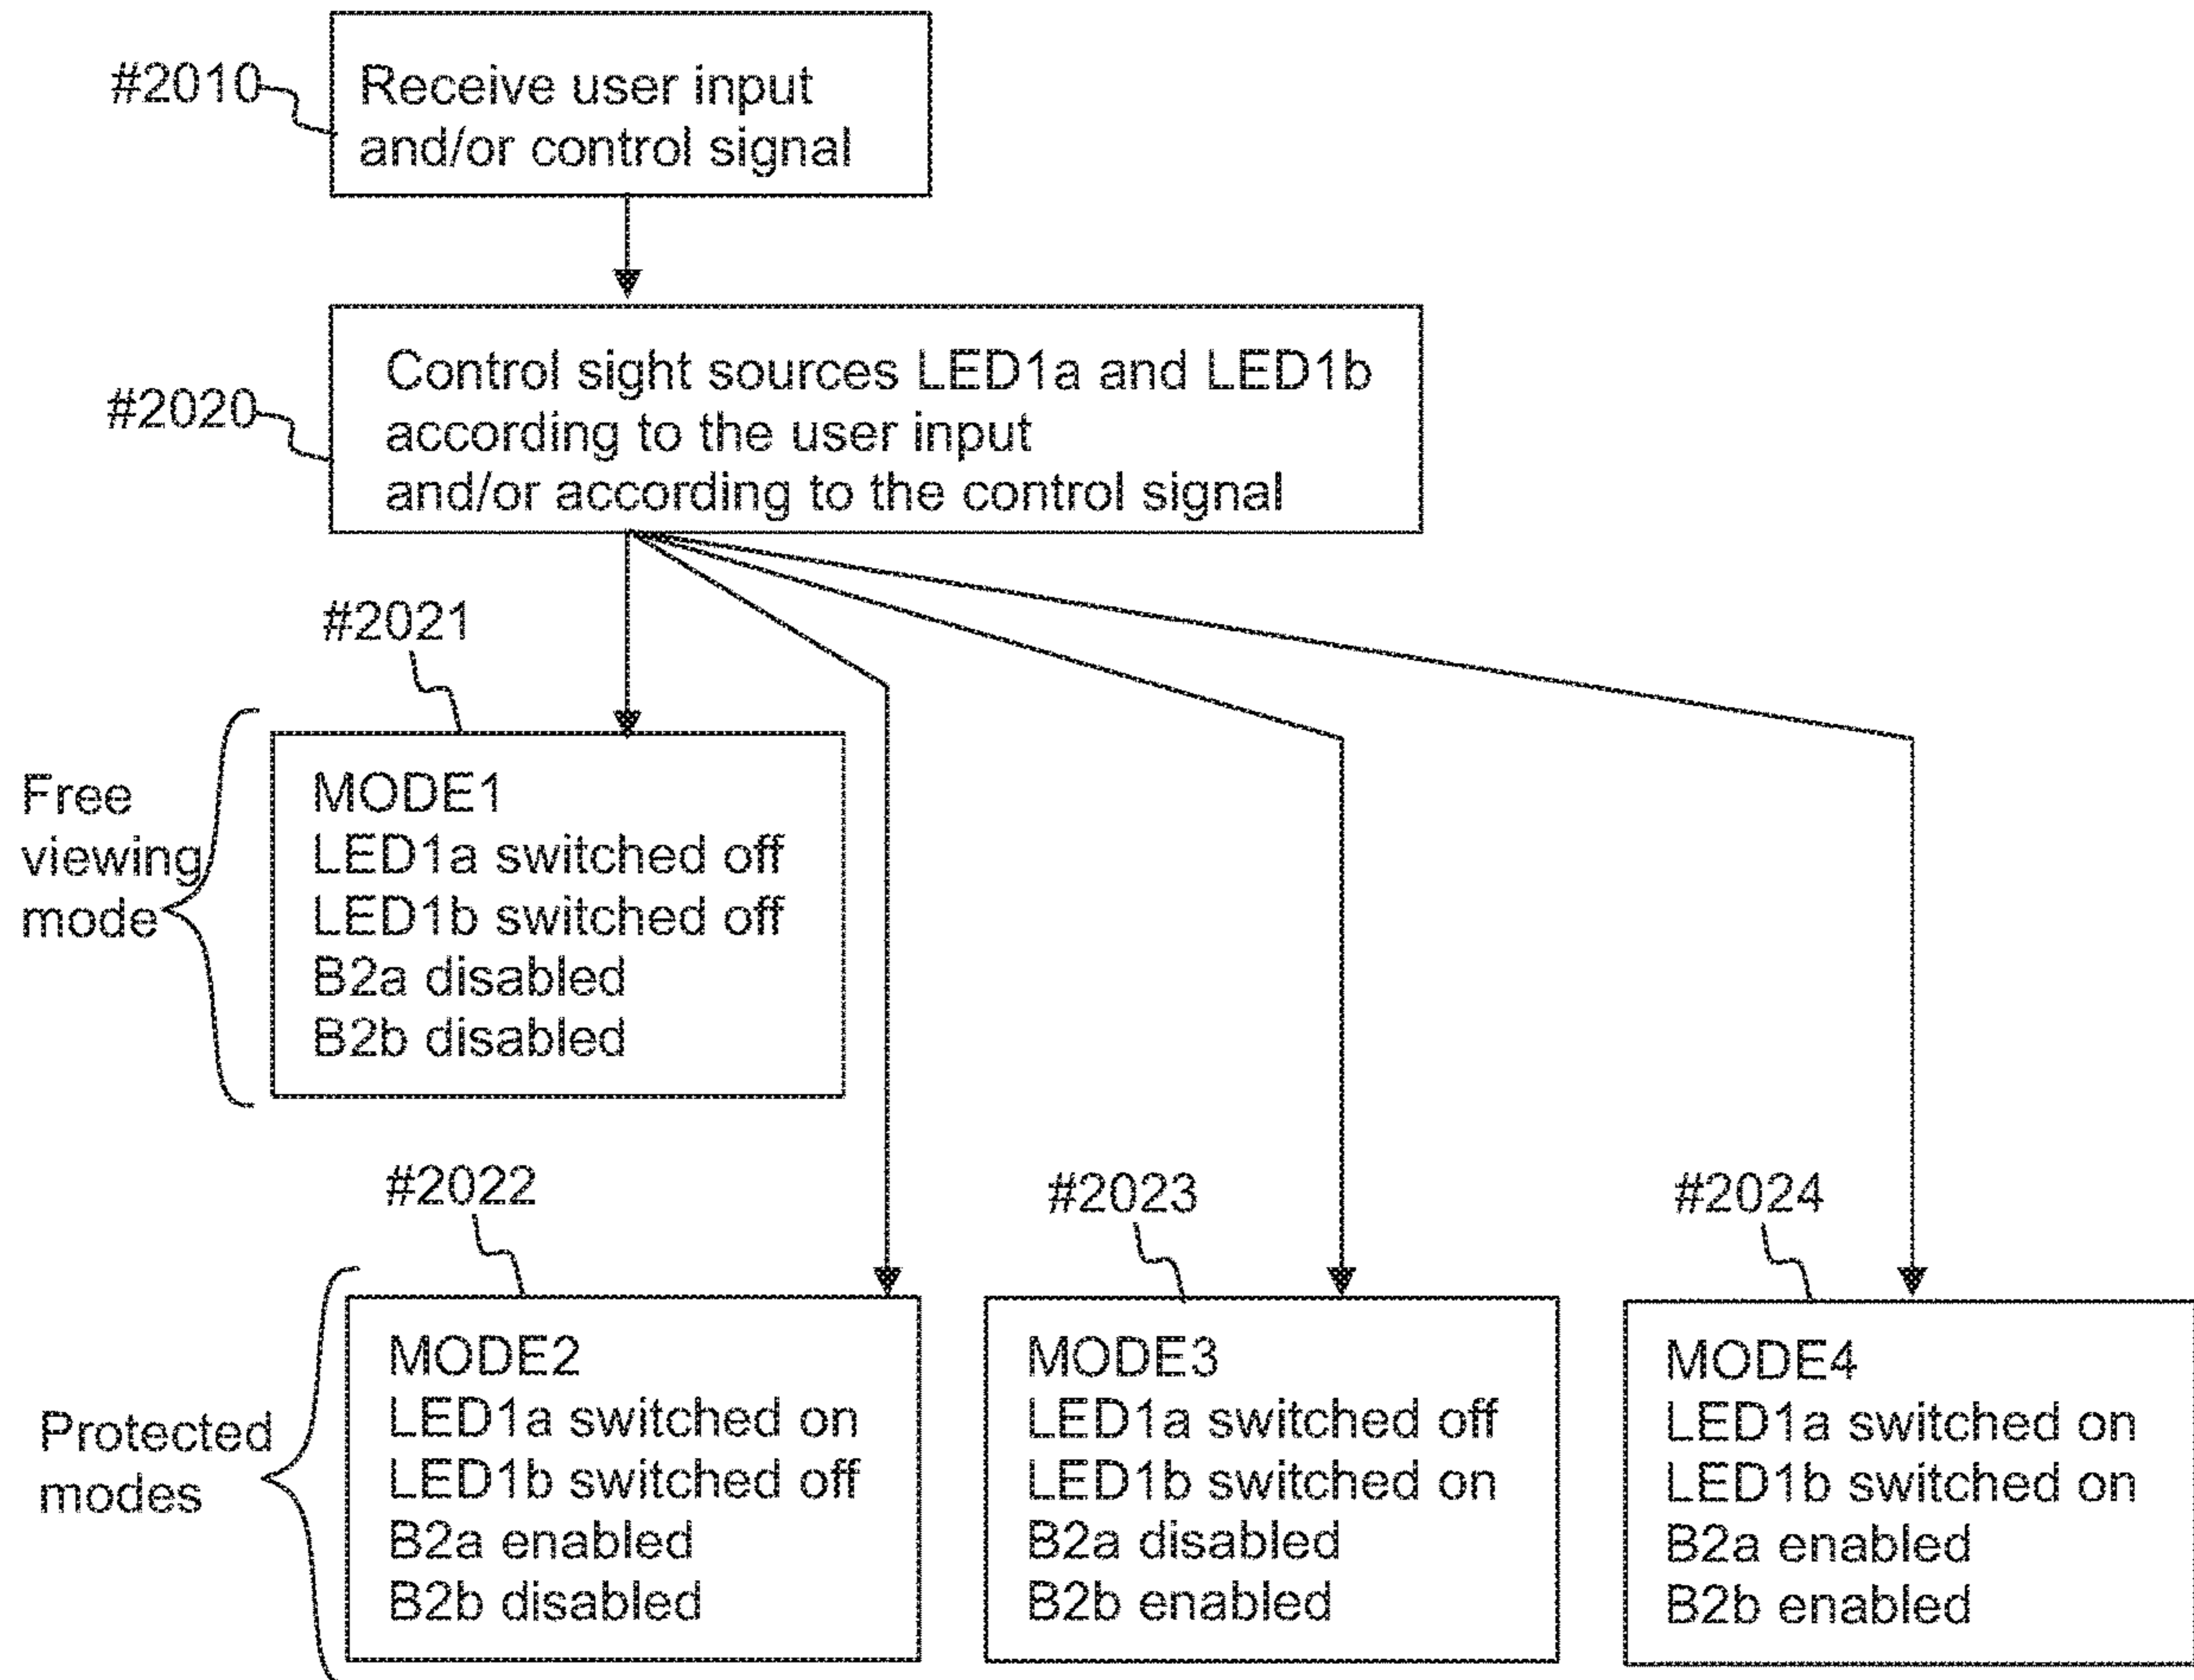 #2010
Receive user input
and/or control signal
#2020
Control sight sources LED1a and LED1b
according to the user input
and/or according to the control signal
#2021
Free
viewing
mode
MODE1
LED1a switched off
LED1b switched off
B2a disabled
B2b disabled
#2022
Protected
modes
MODE2
LED1a switched on
LED1b switched off
B2a enabled
B2b disabled
#2023
MODE3
LED1a switched off
LED1b switched on
B2a disabled
B2b enabled
#2024
MODE4
LED1a switched on
LED1b switched on
B2a enabled
B2b enabled